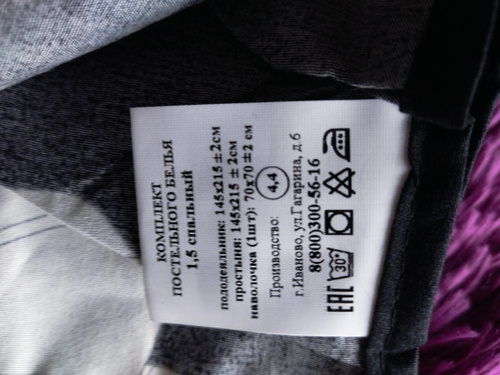 КОМПЛЕКТ
ПОСТЕЛЬНОГО БЕЛЬЯ
1,5 спальный
пододеяльник: 145х215 ± 2см
простыня: 145х215 ± 2см
наволочка (1шт): 70х70 ± 2 см
4,4
Производство:
г.Иваново, ул.Гагарина, д.6
8(800)300-56-16
EAC 30°